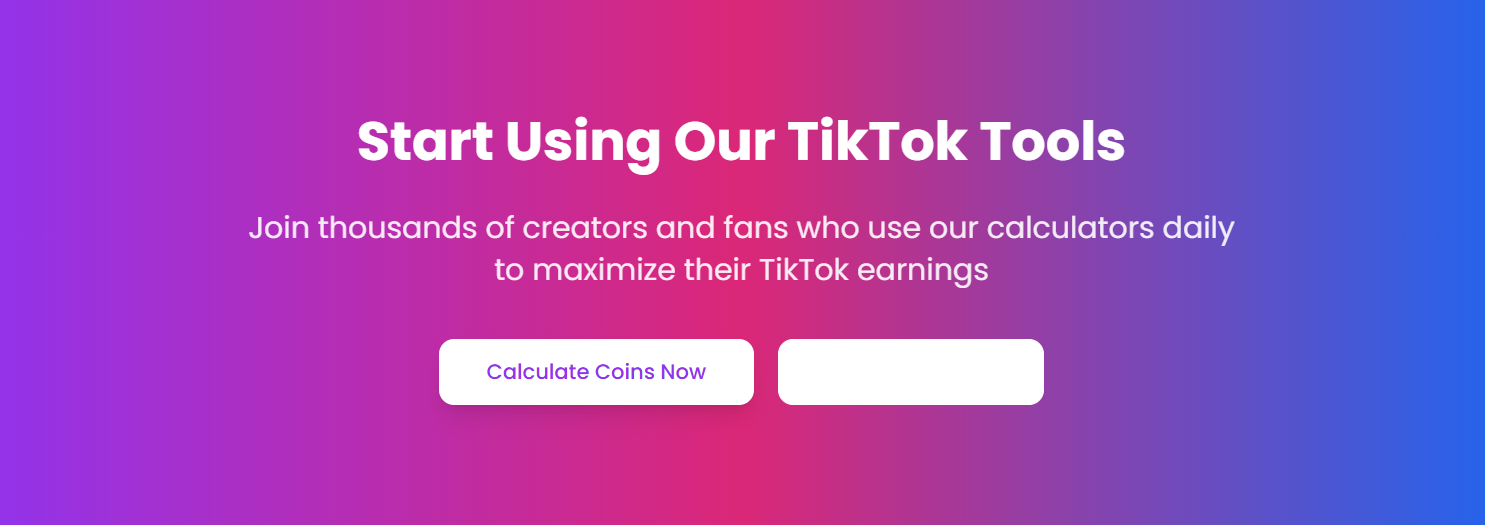 Start Using Our TikTok Tools
Join thousands of creators and fans who use our calculators daily
to maximize their TikTok earnings
Calculate Coins Now